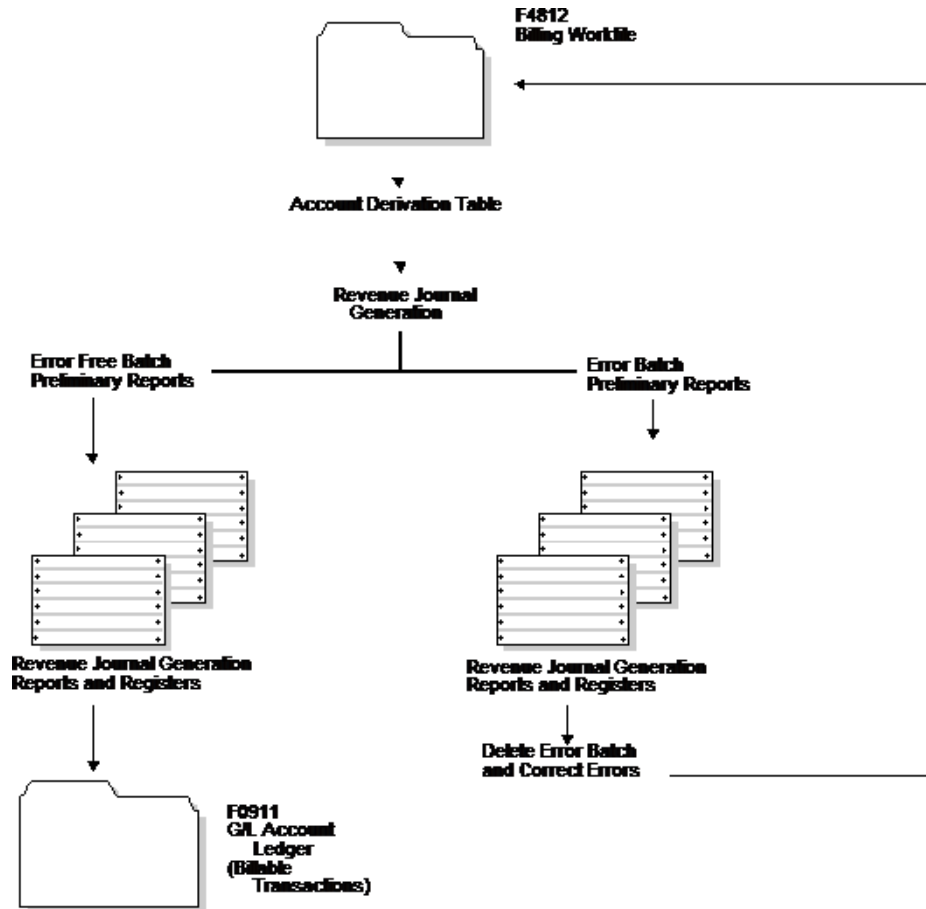 F4812
Billing Workfile
Account Derivation Table
Revenue Journal
Generation
Error Free Batch
Preliminary Reports
Error Batch
Preliminary Reports
Revenue Journal Generation
Reports and Registers
Revenue Journal Generation
Reports and Registers
Delete Error Batch
and Correct Errors
F0911
G/L Account
Ledger
(Billable
Transactions)